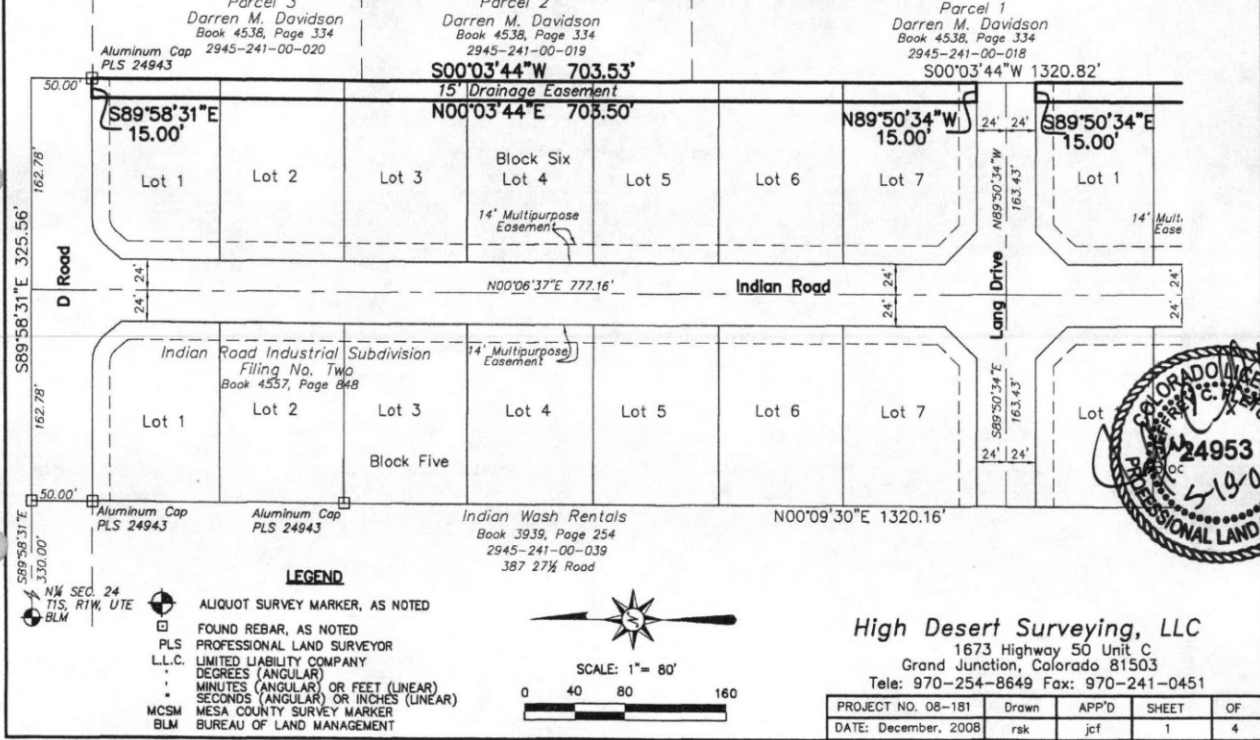 Parcel 3
Darren M. Davidson
Book 4538, Page 334
2945-241-00-020
Parcel 2
Darren M. Davidson
Book 4538, Page 334
2945-241-00-019
Parcel 1
Darren M. Davidson
Book 4538, Page 334
2945-241-00-018
Aluminum Cap
PLS 24943
S00°03'44"W 703.53'
S00°03'44"W 1320.82'
50.00'
15' Drainage Easement
S89°58'31"E
15.00'
N00°03'44"E 703.50'
N89°50'34"W
15.00'
24' 24'
S89°50'34"E
15.00'
162.78'
Block Six
Lot 1
Lot 2
Lot 3
Lot 4
Lot 5
Lot 6
Lot 7
Lot 1
N89°50'34"W
163.43'
14' Multipurpose
Easement
14' Mult
Ease
S89°58'31"E 325.56'
D Road
24'
24'
N00°06'37"E 777.16'
Indian Road
24'
24'
Lang Drive
24'
24'
Indian Road Industrial Subdivision
Filing No. Two
Book 4557, Page 848
14' Multipurpose
Easement
162.78'
Lot 1
Lot 2
Lot 3
Lot 4
Lot 5
Lot 6
Lot 7
Lot
S89°50'34"E
163.43'
24' 24'
Block Five
COLORADO LICE
JEFFREY C. FLE
24953
5-19-0
PROFESSIONAL LAND
50.00'
Aluminum Cap
PLS 24943
Aluminum Cap
PLS 24943
Indian Wash Rentals
Book 3939, Page 254
2945-241-00-039
387 27½ Road
N00°09'30"E 1320.16'
S89°58'31"E
330.00'
N¼ SEC. 24
T1S, R1W, UTE
BLM
LEGEND
ALIQUOT SURVEY MARKER, AS NOTED
FOUND REBAR, AS NOTED
PLS PROFESSIONAL LAND SURVEYOR
L.L.C. LIMITED LIABILITY COMPANY
° DEGREES (ANGULAR)
' MINUTES (ANGULAR) OR FEET (LINEAR)
" SECONDS (ANGULAR) OR INCHES (LINEAR)
MCSM MESA COUNTY SURVEY MARKER
BLM BUREAU OF LAND MANAGEMENT
N
SCALE: 1"= 80'
0 40 80 160
High Desert Surveying, LLC
1673 Highway 50 Unit C
Grand Junction, Colorado 81503
Tele: 970-254-8649 Fax: 970-241-0451
PROJECT NO. 08-181 Drawn APP'D SHEET OF
DATE: December, 2008 rsk jcf 1 4